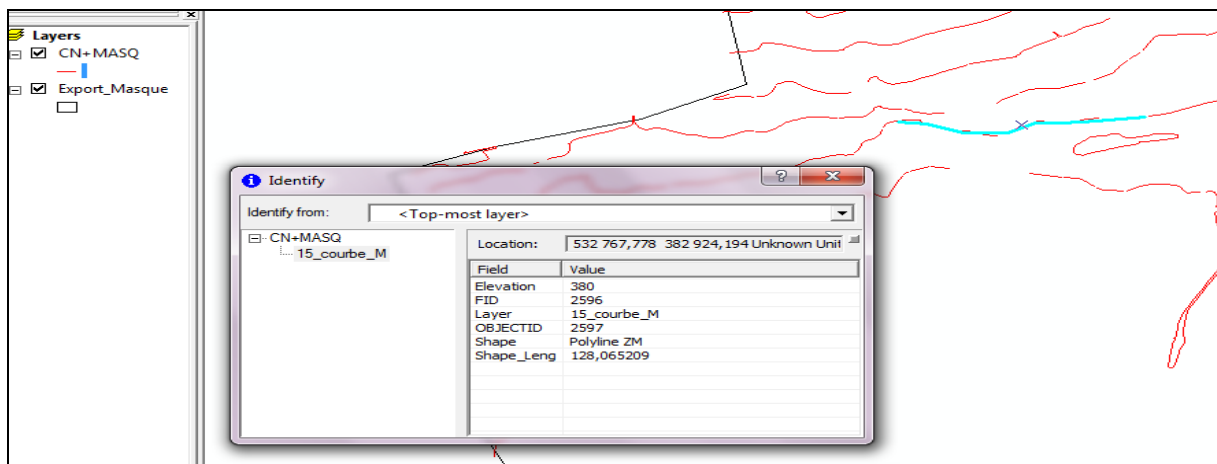 Layers
CN+MASQ
Export_Masque
Identify
Identify from: <Top-most layer>
CN+MASQ
15_courbe_M
Location: 532 767,778 382 924,194 Unknown Unit
Field Value
Elevation 380
FID 2596
Layer 15_courbe_M
OBJECTID 2597
Shape Polyline ZM
Shape_Leng 128,065209